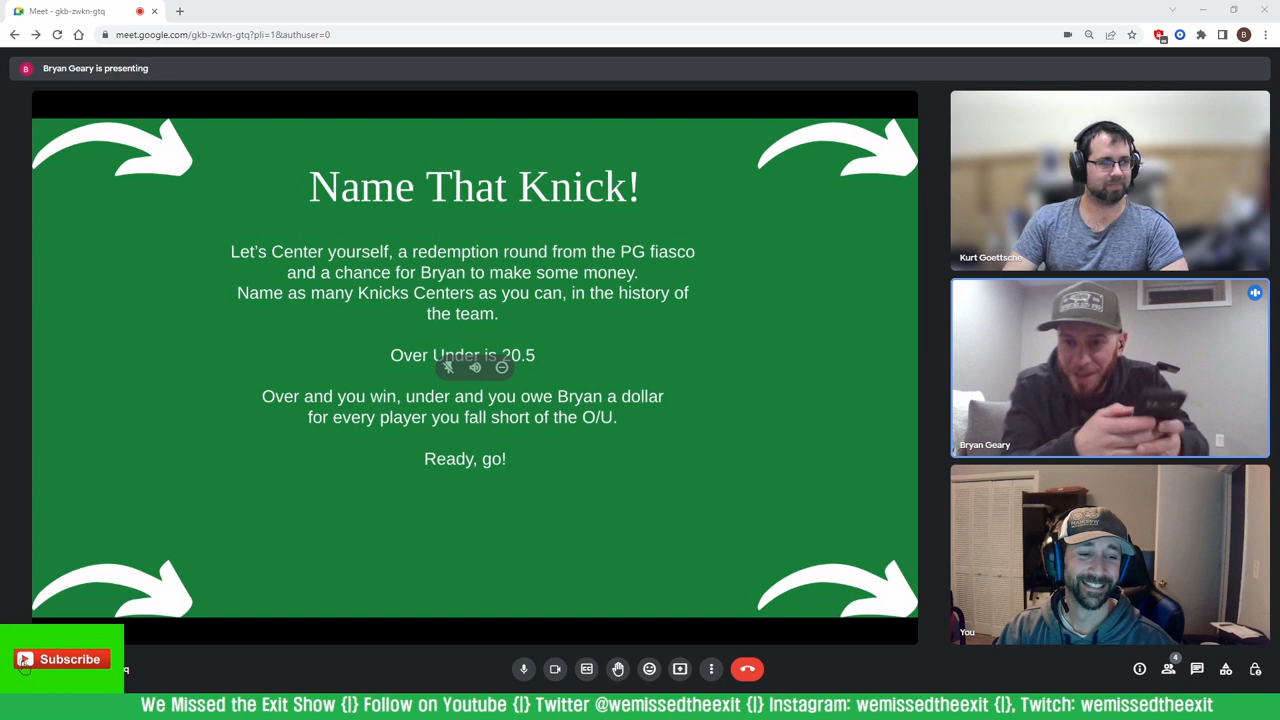 Meet - gkb-zwkn-gtq
meet.google.com/gkb-zwkn-gtq?pli=1&authuser=0
B
B
Bryan Geary is presenting
Name That Knick!
Let's Center yourself, a redemption round from the PG fiasco
and a chance for Bryan to make some money.
Name as many Knicks Centers as you can, in the history of
the team.
Over Under is 20.5
Over and you win, under and you owe Bryan a dollar
for every player you fall short of the O/U.
Ready, go!
Kurt Goettsche
Bryan Geary
You
Subscribe
q
4
We Missed the Exit Show {|} Follow on Youtube {|} Twitter @wemissedtheexit {|} Instagram: wemissedtheexit {|}, Twitch: wemissedtheexit